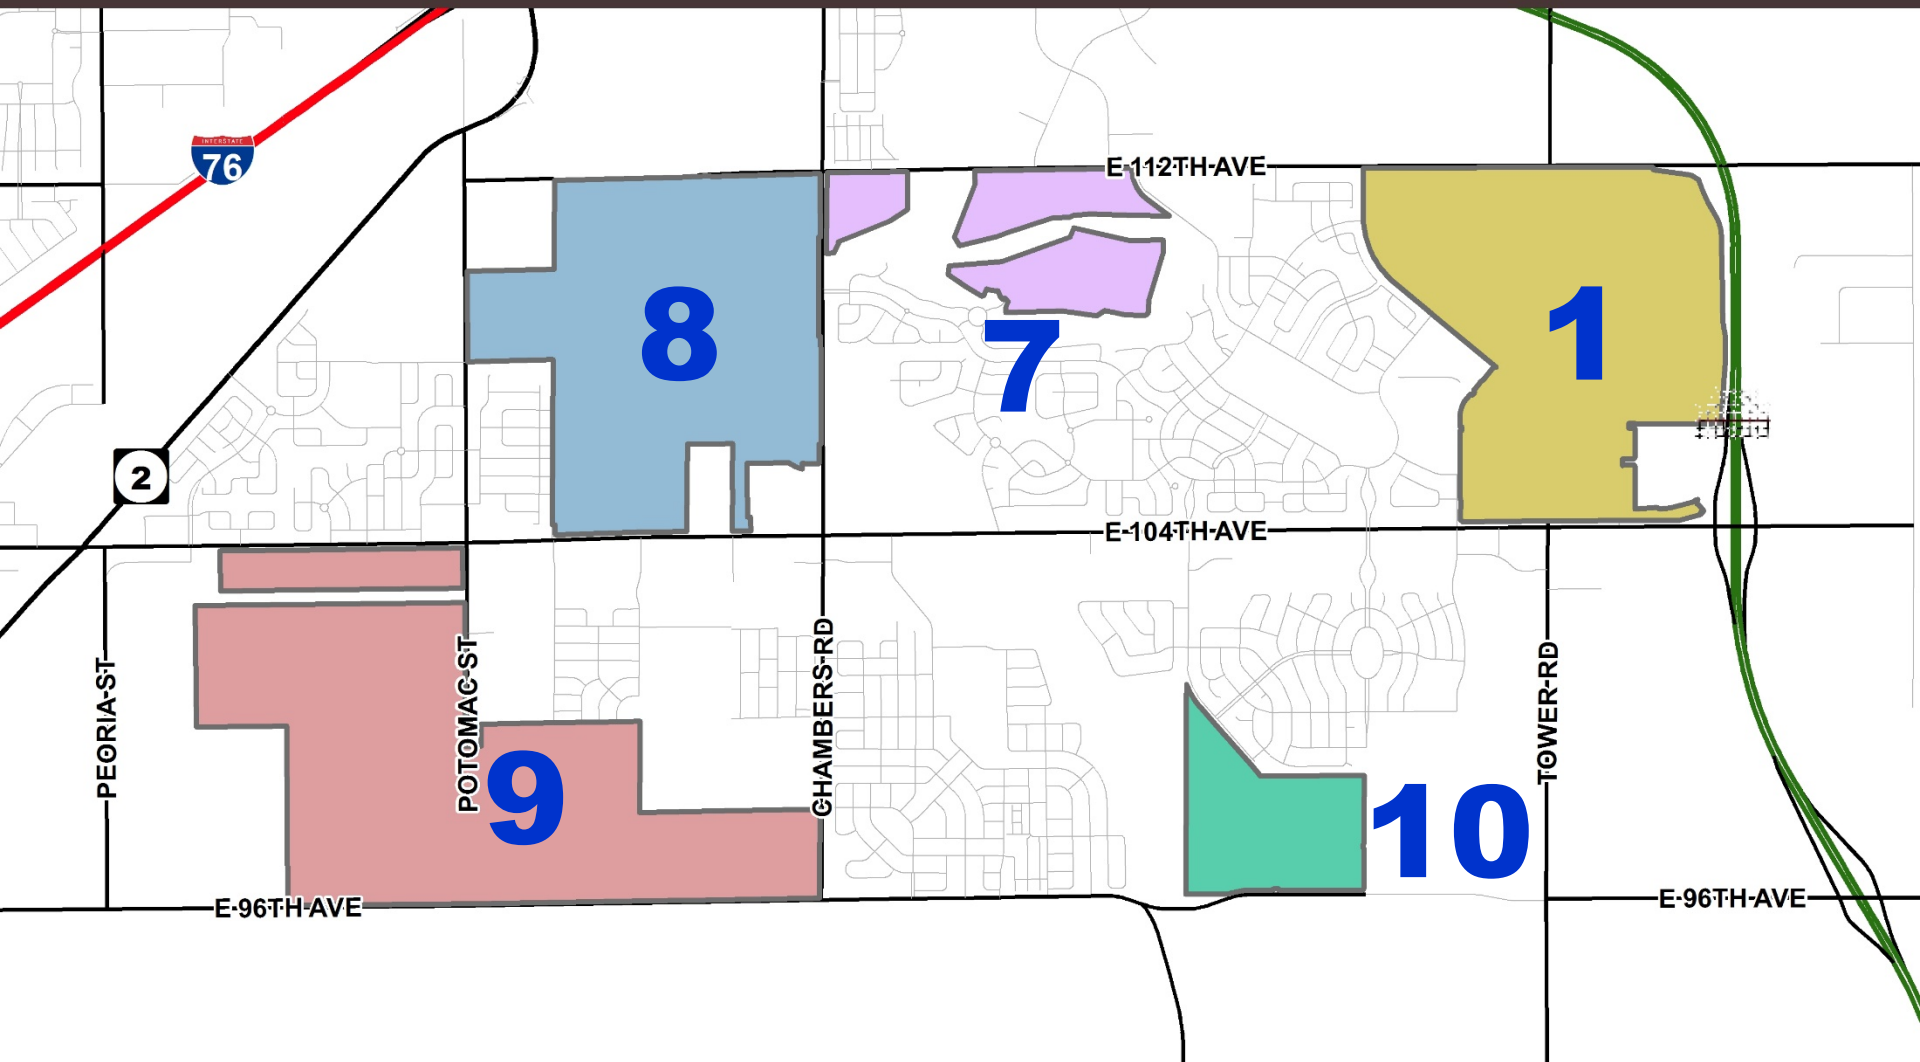 INTERSTATE
76
E 112TH AVE
8
7
1
2
E 104TH AVE
PEORIA ST
POTOMAC ST
CHAMBERS RD
TOWER RD
9
10
E 96TH AVE
E 96TH AVE